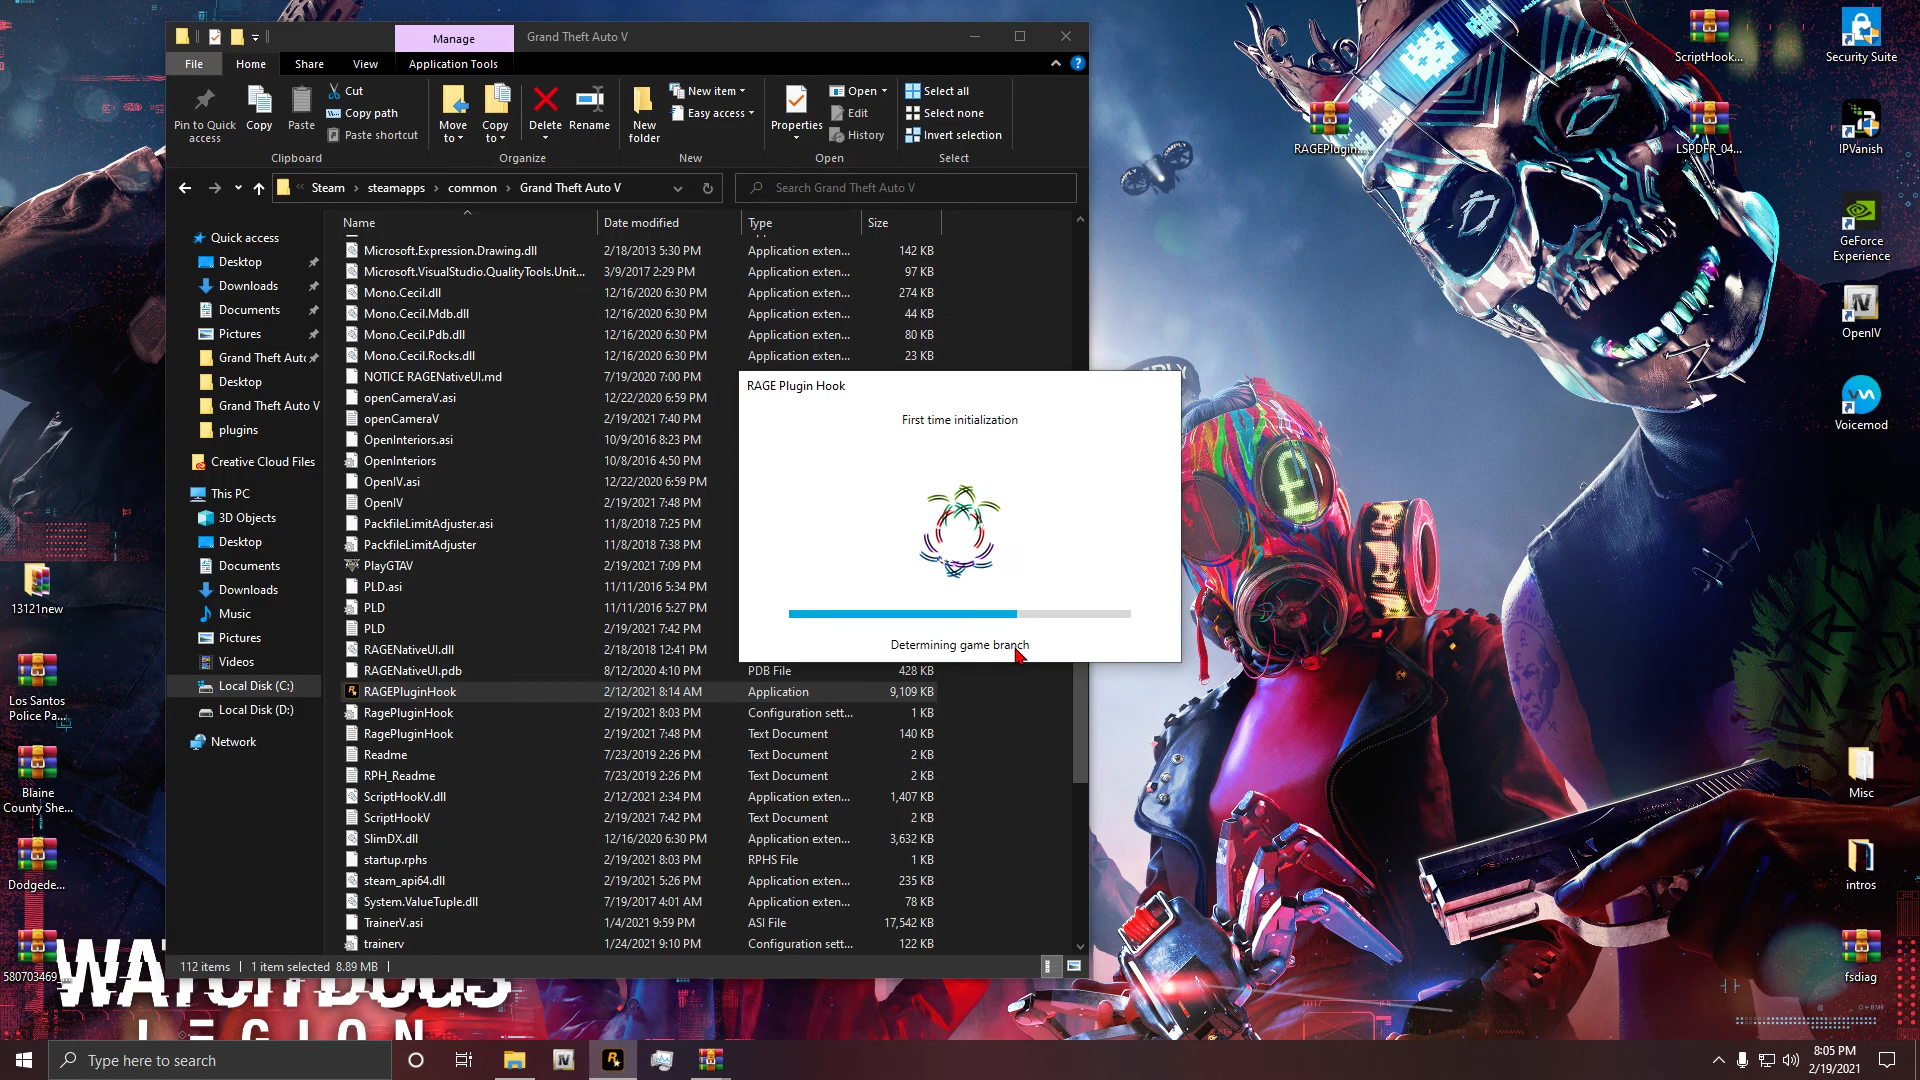 Manage
Grand Theft Auto V
File
Home
Share
View
Application Tools
Pin to Quick access
Copy
Paste
Cut
Copy path
Paste shortcut
Clipboard
Move to
Copy to
Delete
Rename
Organize
New folder
New item
Easy access
New
Properties
Open
Edit
History
Open
Select all
Select none
Invert selection
Select
Steam
steamapps
common
Grand Theft Auto V
Search Grand Theft Auto V
Name
Date modified
Type
Size
Quick access
Desktop
Downloads
Documents
Pictures
Grand Theft Auto
Desktop
Grand Theft Auto V
plugins
Creative Cloud Files
This PC
3D Objects
Desktop
Documents
Downloads
Music
Pictures
Videos
Local Disk (C:)
Local Disk (D:)
Network
Microsoft.Expression.Drawing.dll 2/18/2013 5:30 PM Application exten... 142 KB
Microsoft.VisualStudio.QualityTools.Unit... 3/9/2017 2:29 PM Application exten... 97 KB
Mono.Cecil.dll 12/16/2020 6:30 PM Application exten... 274 KB
Mono.Cecil.Mdb.dll 12/16/2020 6:30 PM Application exten... 44 KB
Mono.Cecil.Pdb.dll 12/16/2020 6:30 PM Application exten... 80 KB
Mono.Cecil.Rocks.dll 12/16/2020 6:30 PM Application exten... 23 KB
NOTICE RAGENativeUI.md 7/19/2020 7:00 PM
openCameraV.asi 12/22/2020 6:59 PM
openCameraV 2/19/2021 7:40 PM
OpenInteriors.asi 10/9/2016 8:23 PM
OpenInteriors 10/8/2016 4:50 PM
OpenIV.asi 12/22/2020 6:59 PM
OpenIV 2/19/2021 7:48 PM
PackfileLimitAdjuster.asi 11/8/2018 7:25 PM
PackfileLimitAdjuster 11/8/2018 7:38 PM
PlayGTAV 2/19/2021 7:09 PM
PLD.asi 11/11/2016 5:34 PM
PLD 11/11/2016 5:27 PM
PLD 2/19/2021 7:42 PM
RAGENativeUI.dll 2/18/2018 12:41 PM
RAGENativeUI.pdb 8/12/2020 4:10 PM PDB File 428 KB
RAGEPluginHook 2/12/2021 8:14 AM Application 9,109 KB
RagePluginHook 2/19/2021 8:03 PM Configuration sett... 1 KB
RagePluginHook 2/19/2021 7:48 PM Text Document 140 KB
Readme 7/23/2019 2:26 PM Text Document 2 KB
RPH_Readme 7/23/2019 2:26 PM Text Document 2 KB
ScriptHookV.dll 2/12/2021 2:34 PM Application exten... 1,407 KB
ScriptHookV 2/19/2021 7:42 PM Text Document 2 KB
SlimDX.dll 12/16/2020 6:30 PM Application exten... 3,632 KB
startup.rphs 2/19/2021 8:03 PM RPHS File 1 KB
steam_api64.dll 2/19/2021 5:26 PM Application exten... 235 KB
System.ValueTuple.dll 7/19/2017 4:01 AM Application exten... 78 KB
TrainerV.asi 1/4/2021 9:59 PM ASI File 17,542 KB
trainerv 1/24/2021 9:10 PM Configuration sett... 122 KB
112 items
1 item selected 8.89 MB
RAGE Plugin Hook
First time initialization
Determining game branch
ScriptHook...
Security Suite
RAGEPlugin...
LSPDFR_04...
IPVanish
GeForce Experience
OpenIV
Voicemod
Misc
intros
fsdiag
13121new
Los Santos Police Pa...
Blaine County She...
Dodgede...
580703469...
WATCH DOGS
LEGION
Type here to search
8:05 PM
2/19/2021